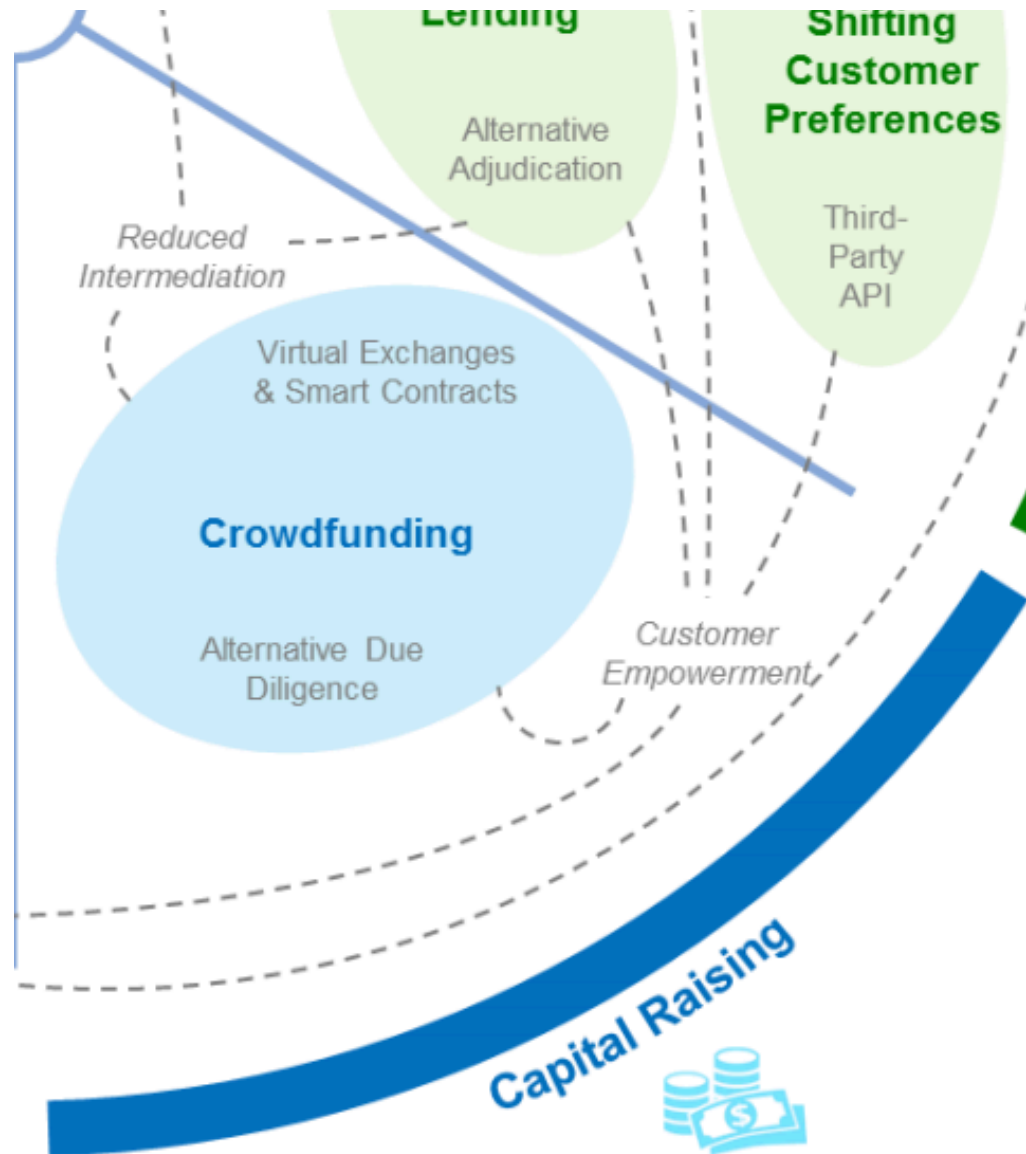 Lending
Shifting
Customer
Preferences
Alternative
Adjudication
Third-
Party
API
Reduced
Intermediation
Virtual Exchanges
& Smart Contracts
Crowdfunding
Alternative Due
Diligence
Customer
Empowerment
Capital Raising
$